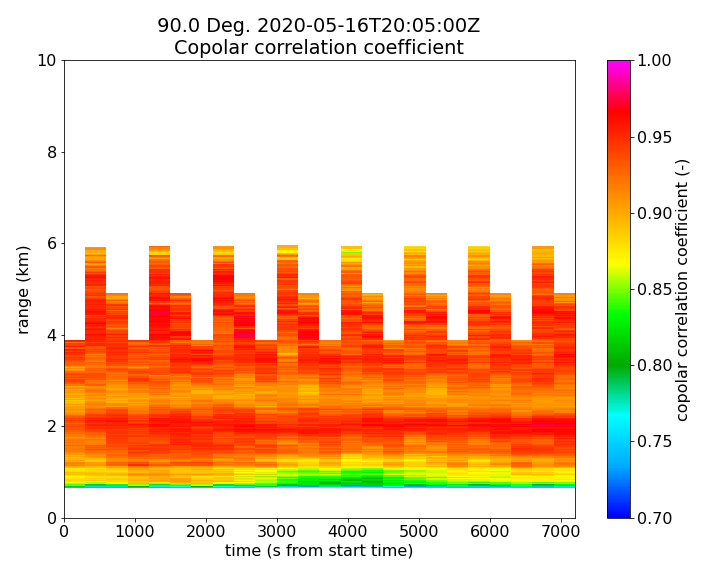 90.0 Deg. 2020-05-16T20:05:00Z
Copolar correlation coefficient
10
8
6
4
2
0
range (km)
0 1000 2000 3000 4000 5000 6000 7000
time (s from start time)
1.00
0.95
0.90
0.85
0.80
0.75
0.70
copolar correlation coefficient (-)